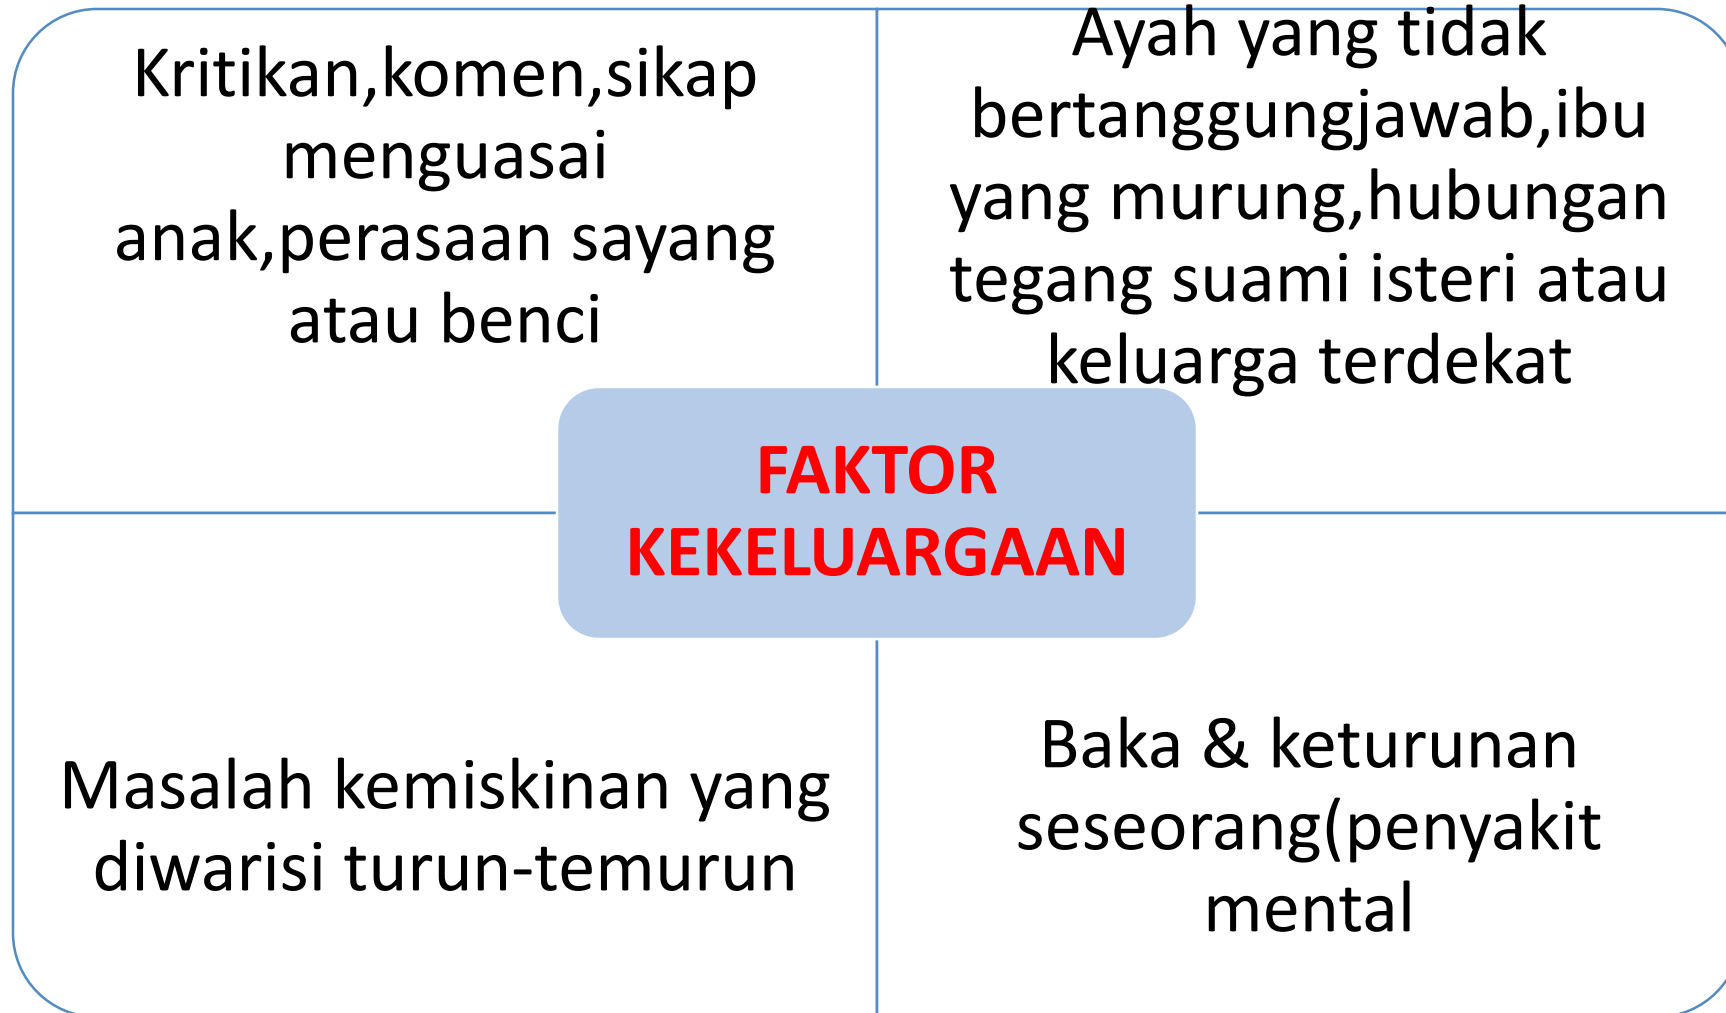 Kritikan,komen,sikap
menguasai
anak,perasaan sayang
atau benci
Ayah yang tidak
bertanggungjawab,ibu
yang murung,hubungan
tegang suami isteri atau
keluarga terdekat
FAKTOR
KEKELUARGAAN
Masalah kemiskinan yang
diwarisi turun-temurun
Baka & keturunan
seseorang(penyakit
mental